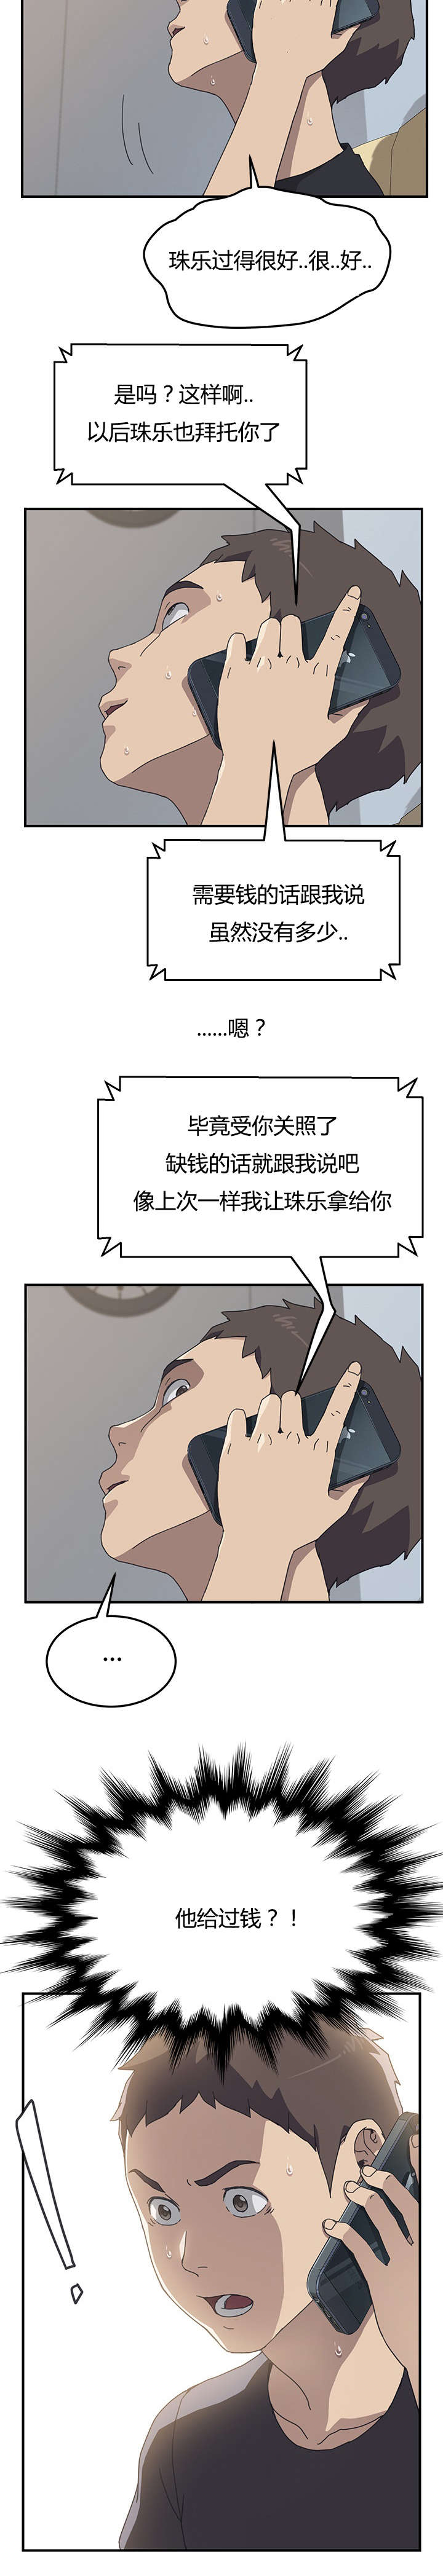 珠乐过得很好..很..好..
是吗？这样啊..
以后珠乐也拜托你了
需要钱的话跟我说
虽然没有多少..
......嗯？
毕竟受你关照了
缺钱的话就跟我说吧
像上次一样我让珠乐拿给你
...
他给过钱？！